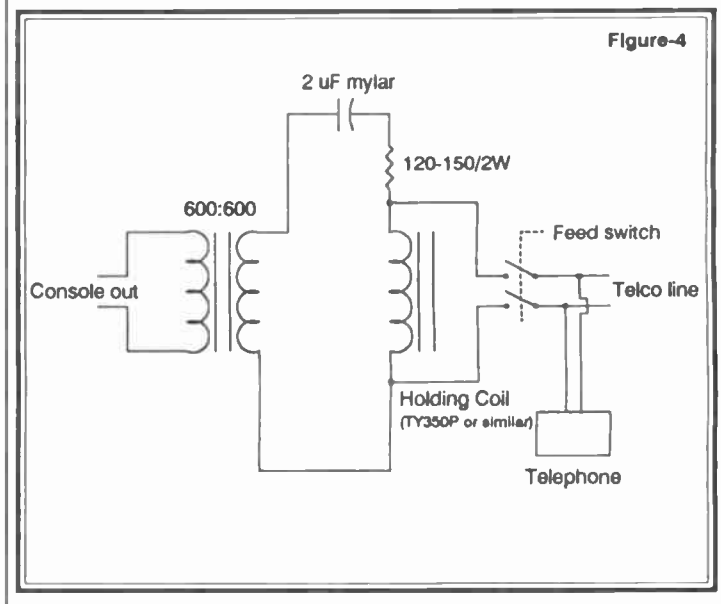 Figure-4
2 uF mylar
120-150/2W
600:600
Feed switch
Console out
Telco line
Holding Coil
(TY350P or similar)
Telephone